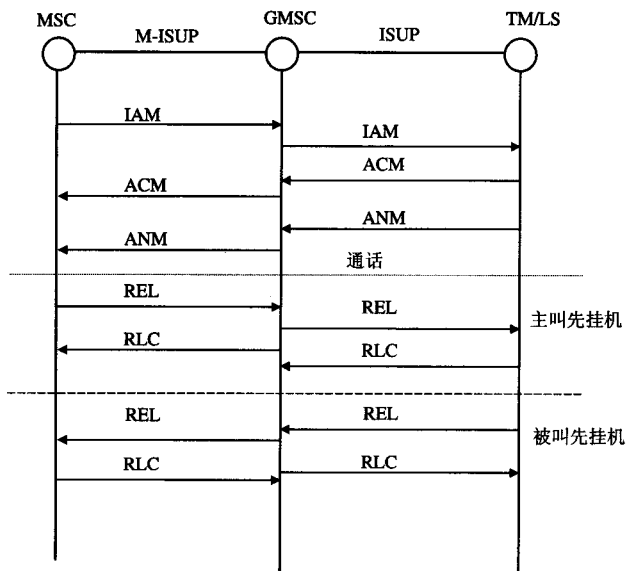 MSC
GMSC
TM/LS
M-ISUP
ISUP
IAM
IAM
ACM
ACM
ANM
ANM
通话
REL
REL
主叫先挂机
RLC
RLC
REL
REL
被叫先挂机
RLC
RLC